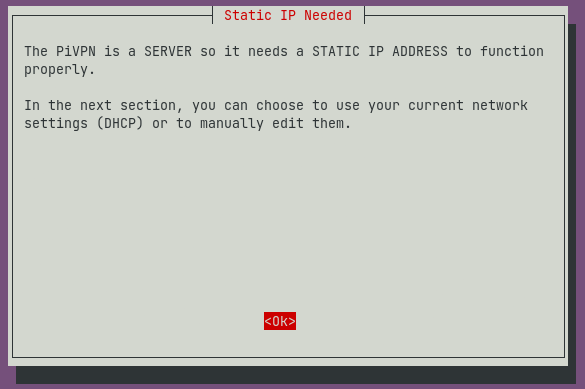 Static IP Needed
The PiVPN is a SERVER so it needs a STATIC IP ADDRESS to function
properly.
In the next section, you can choose to use your current network
settings (DHCP) or to manually edit them.
<Ok>